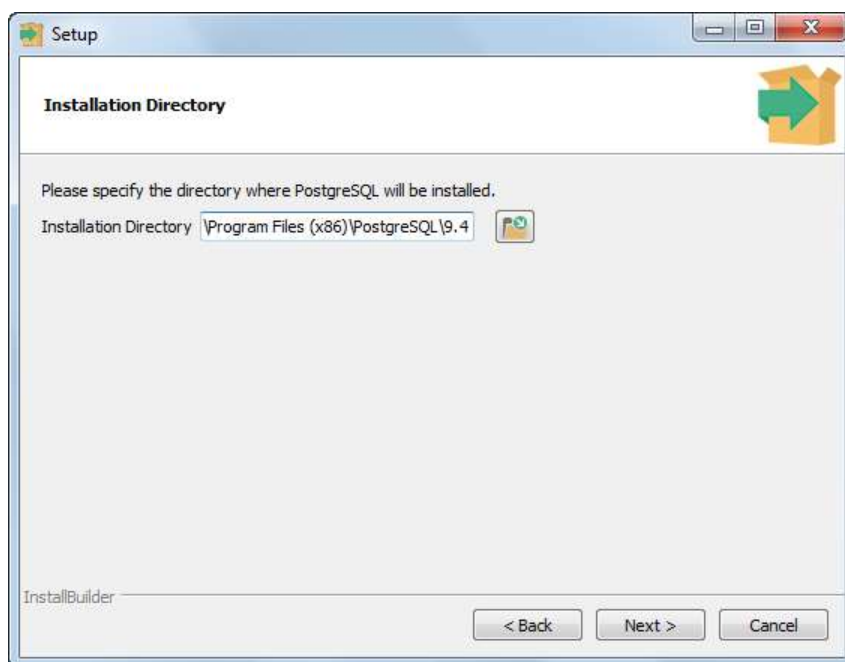 Setup
Installation Directory
Please specify the directory where PostgreSQL will be installed.
Installation Directory \Program Files (x86)\PostgreSQL\9.4
InstallBuilder
< Back Next > Cancel